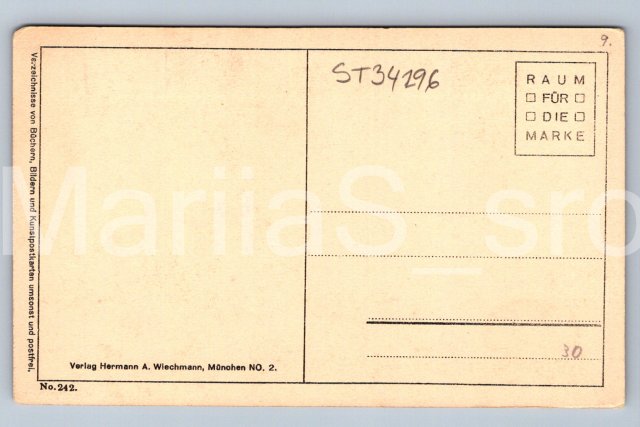 9.
ST34296
RAUM
FÜR
DIE
MARKE
Verzeichnisse von Büchern, Bildern und Kunstpostkarten umsonst und postfrei.
MariiaS_sro
30
Verlag Hermann A. Wiechmann, München NO. 2.
No. 242.